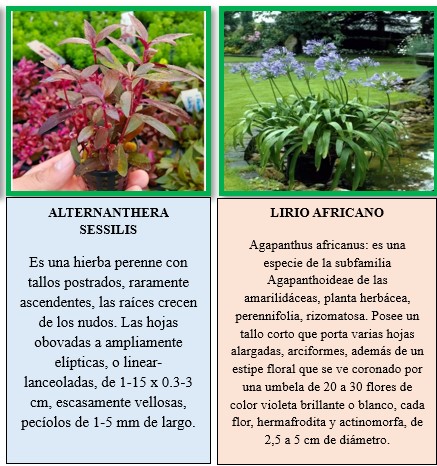 ALTERNANTHERA
SESSILIS
Es una hierba perenne con
tallos postrados, raramente
ascendentes, las raíces crecen
de los nudos. Las hojas
obovadas a ampliamente
elípticas, o linear-
lanceoladas, de 1-15 x 0.3-3
cm, escasamente vellosas,
pecíolos de 1-5 mm de largo.
LIRIO AFRICANO
Agapanthus africanus: es una
especie de la subfamilia
Agapanthoideae de las
amarilidáceas, planta herbácea,
perennifolia, rizomatosa. Posee un
tallo corto que porta varias hojas
alargadas, arciformes, además de un
estipe floral que se ve coronado por
una umbela de 20 a 30 flores de
color violeta brillante o blanco, cada
flor, hermafrodita y actinomorfa, de
2,5 a 5 cm de diámetro.